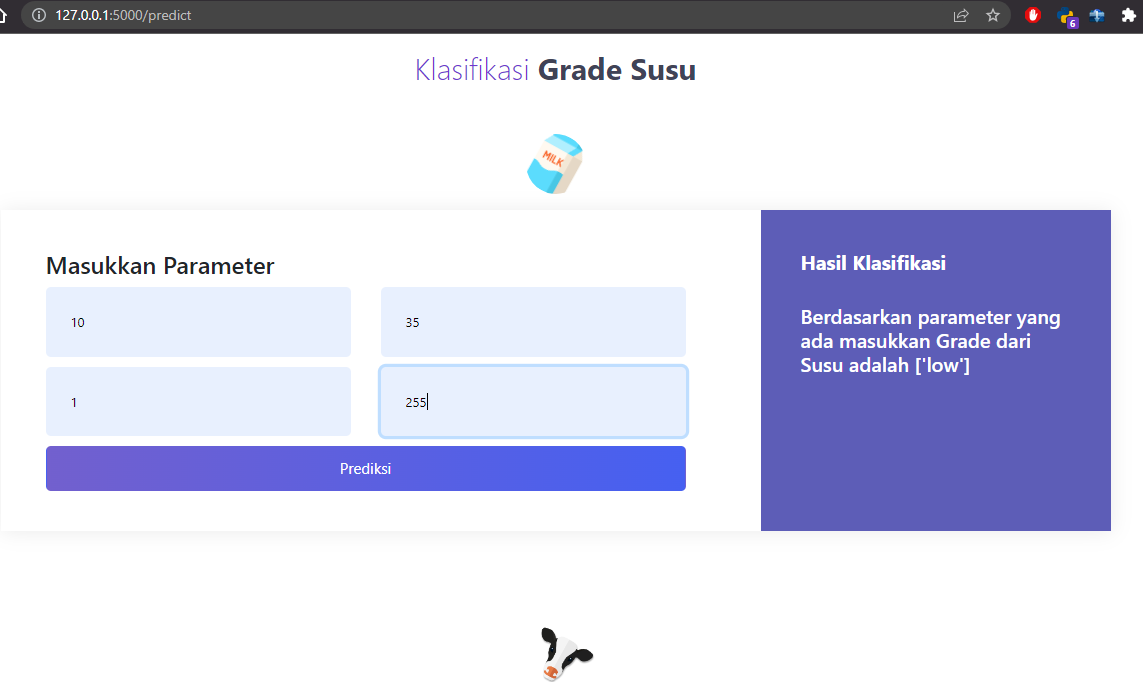 127.0.0.1:5000/predict
6
Klasifikasi Grade Susu
MILK
Masukkan Parameter
10
35
1
255
Prediksi
Hasil Klasifikasi
Berdasarkan parameter yang
ada masukkan Grade dari
Susu adalah ['low']